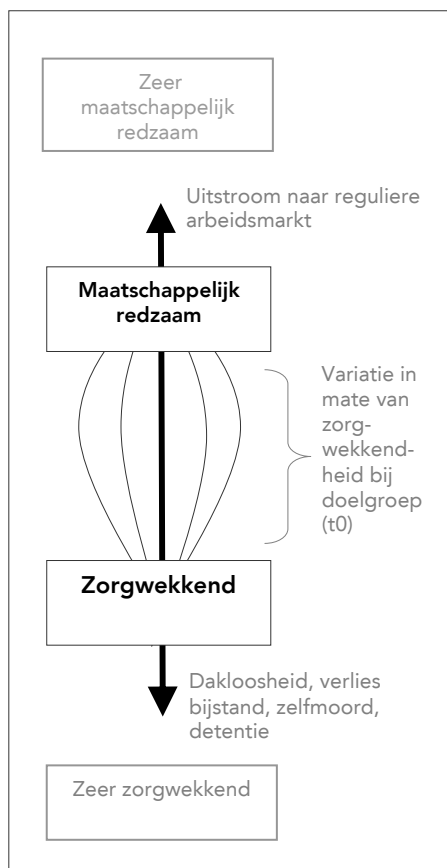 Zeer
maatschappelijk
redzaam
Uitstroom naar reguliere
arbeidsmarkt
Maatschappelijk
redzaam
Variatie in
mate van
zorg-
wekkend-
heid bij
doelgroep
(t0)
Zorgwekkend
Dakloosheid, verlies
bijstand, zelfmoord,
detentie
Zeer zorgwekkend